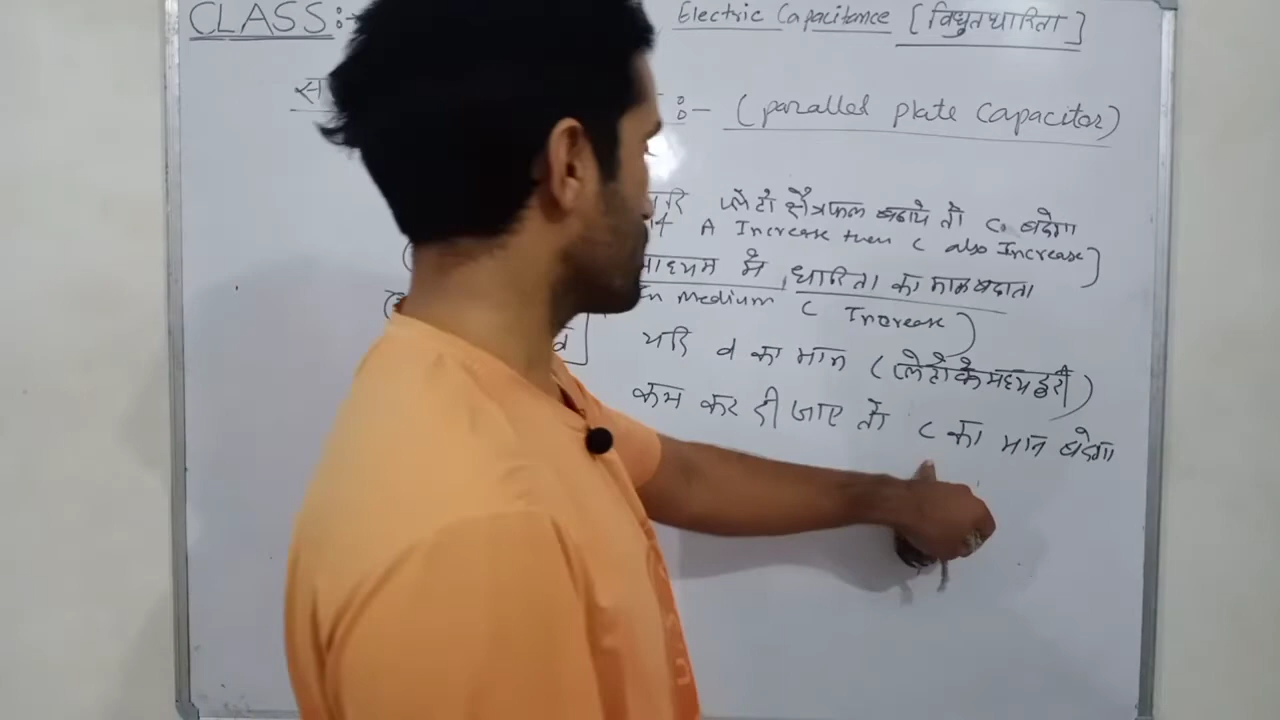 CLASS:- Electric Capacitance [विधुतधारिता]
:- (parallel plate capacitor)
प्लेटो क्षैत्रफल बढाये तो C. बढेगा
A Increase then C also Increase)
माध्यम में, धारिता का मान बढाता
In medium C Increase)
यदि d का मान (प्लेटो के मध्य दुरी)
कम कर दी जाए तो C का मान बढेगा